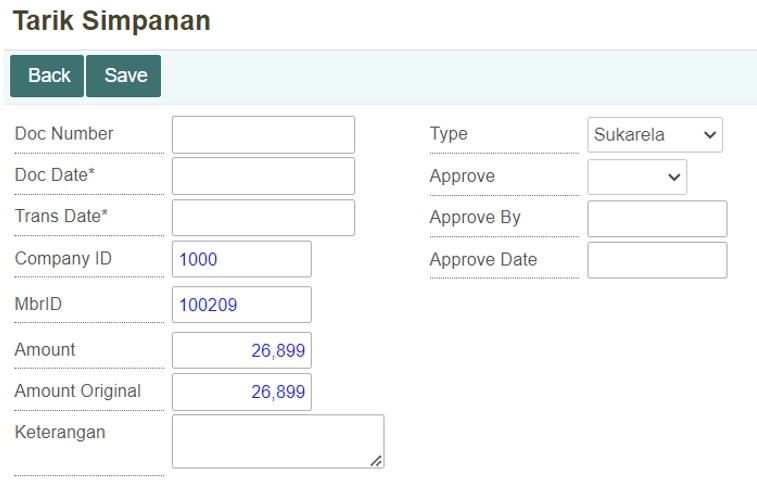 Tarik Simpanan
Back Save
Doc Number
Doc Date*
Trans Date*
Company ID 1000
MbrID 100209
Amount 26,899
Amount Original 26,899
Keterangan
Type Sukarela
Approve
Approve By
Approve Date